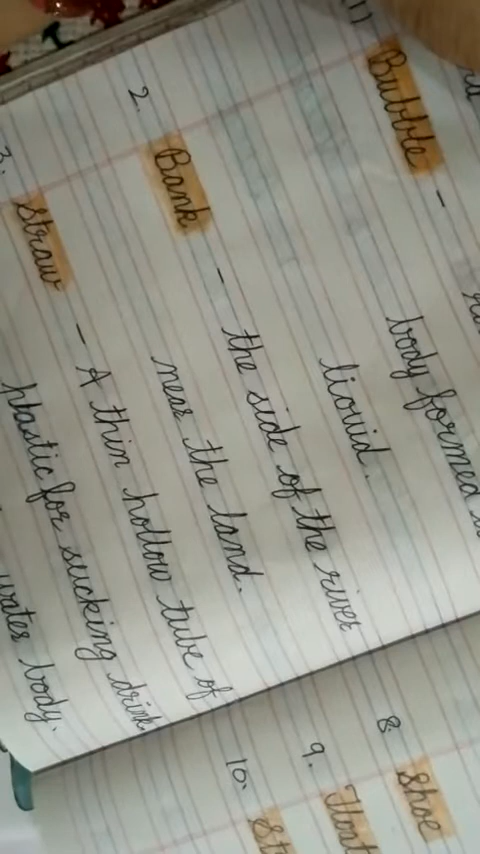 1)
Bubble -
body formed
liquid.
2. Bank - the side of the river
near the land.
3. Straw - A thin hollow tube of
plastic for sucking drink
water body.
8. Shoe
9.
10.